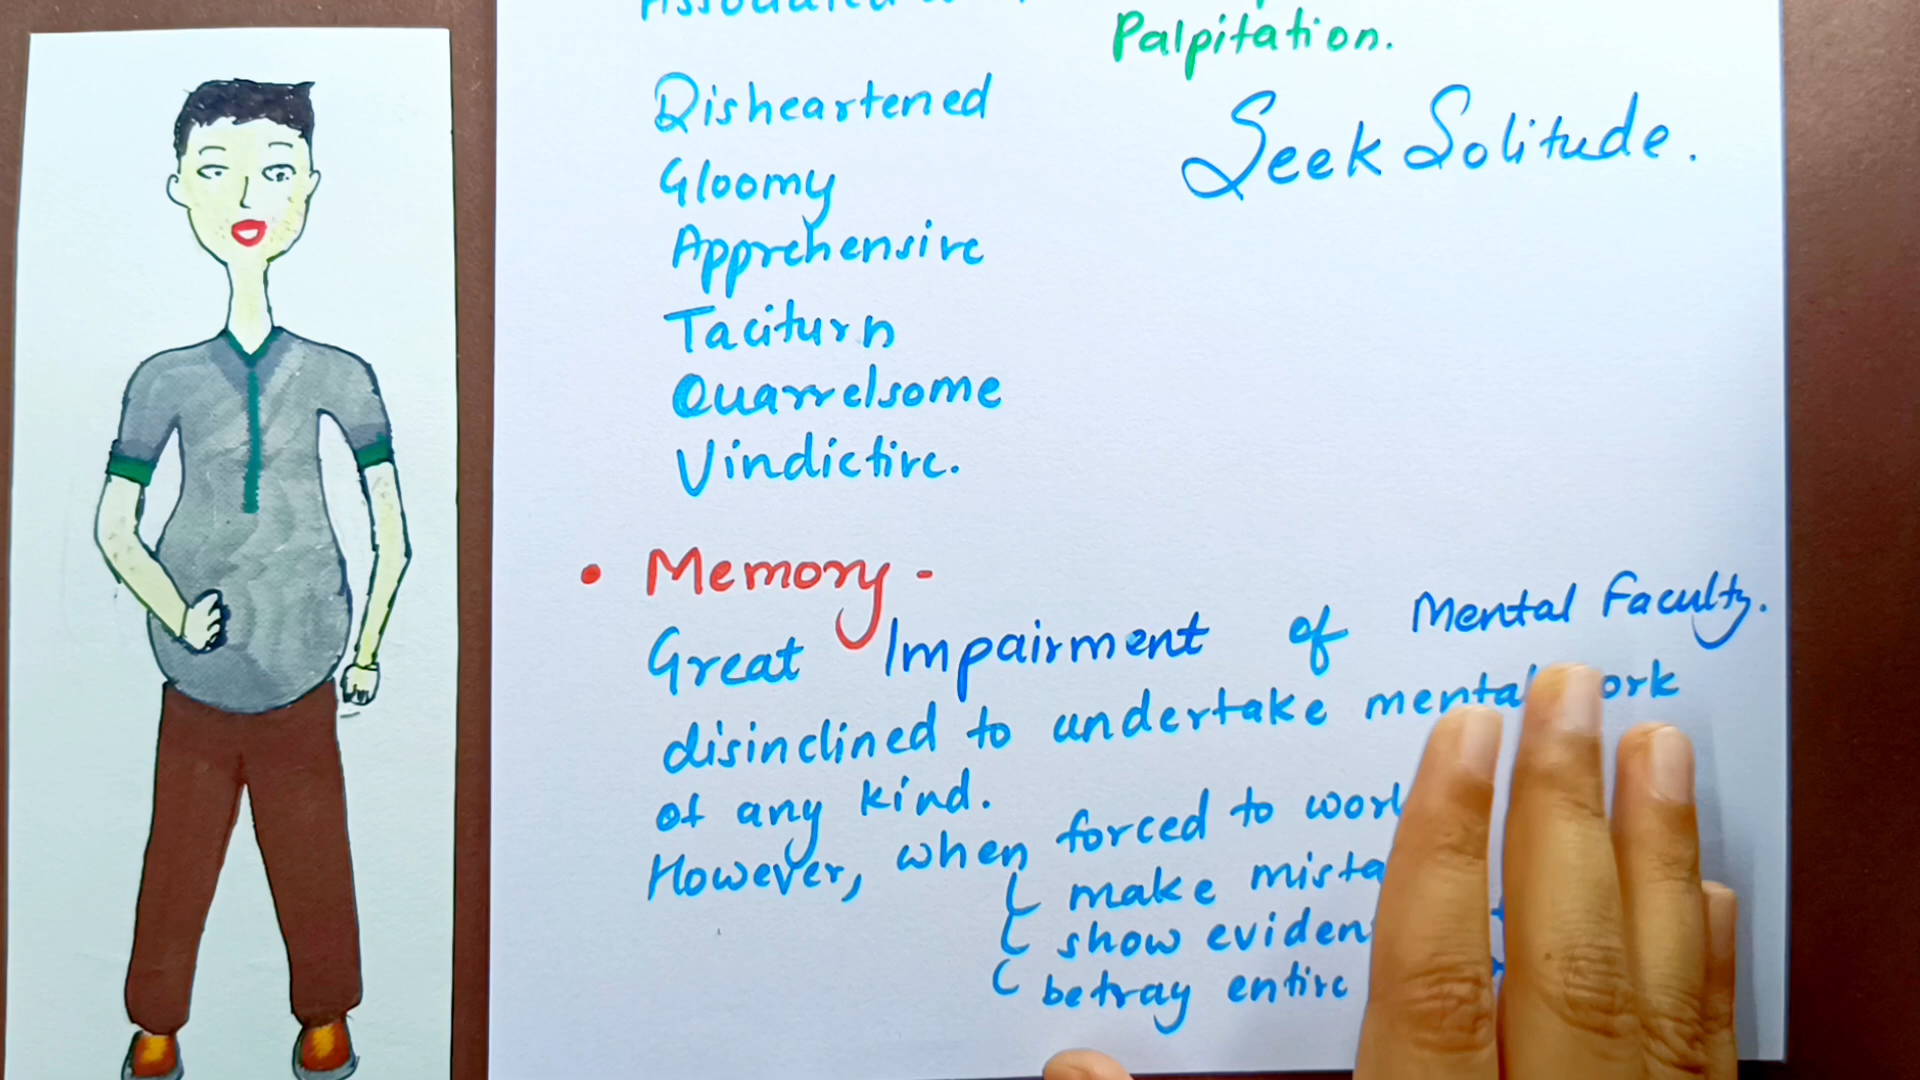 Palpitation.
Disheartened
Seek Solitude.
Gloomy
Apprehensive
Taciturn
Quarrelsome
Vindictive.
• Memory -
Great Impairment of Mental Faculty.
disinclined to undertake mental
of any kind.
However, when forced to
make
show
betray entire